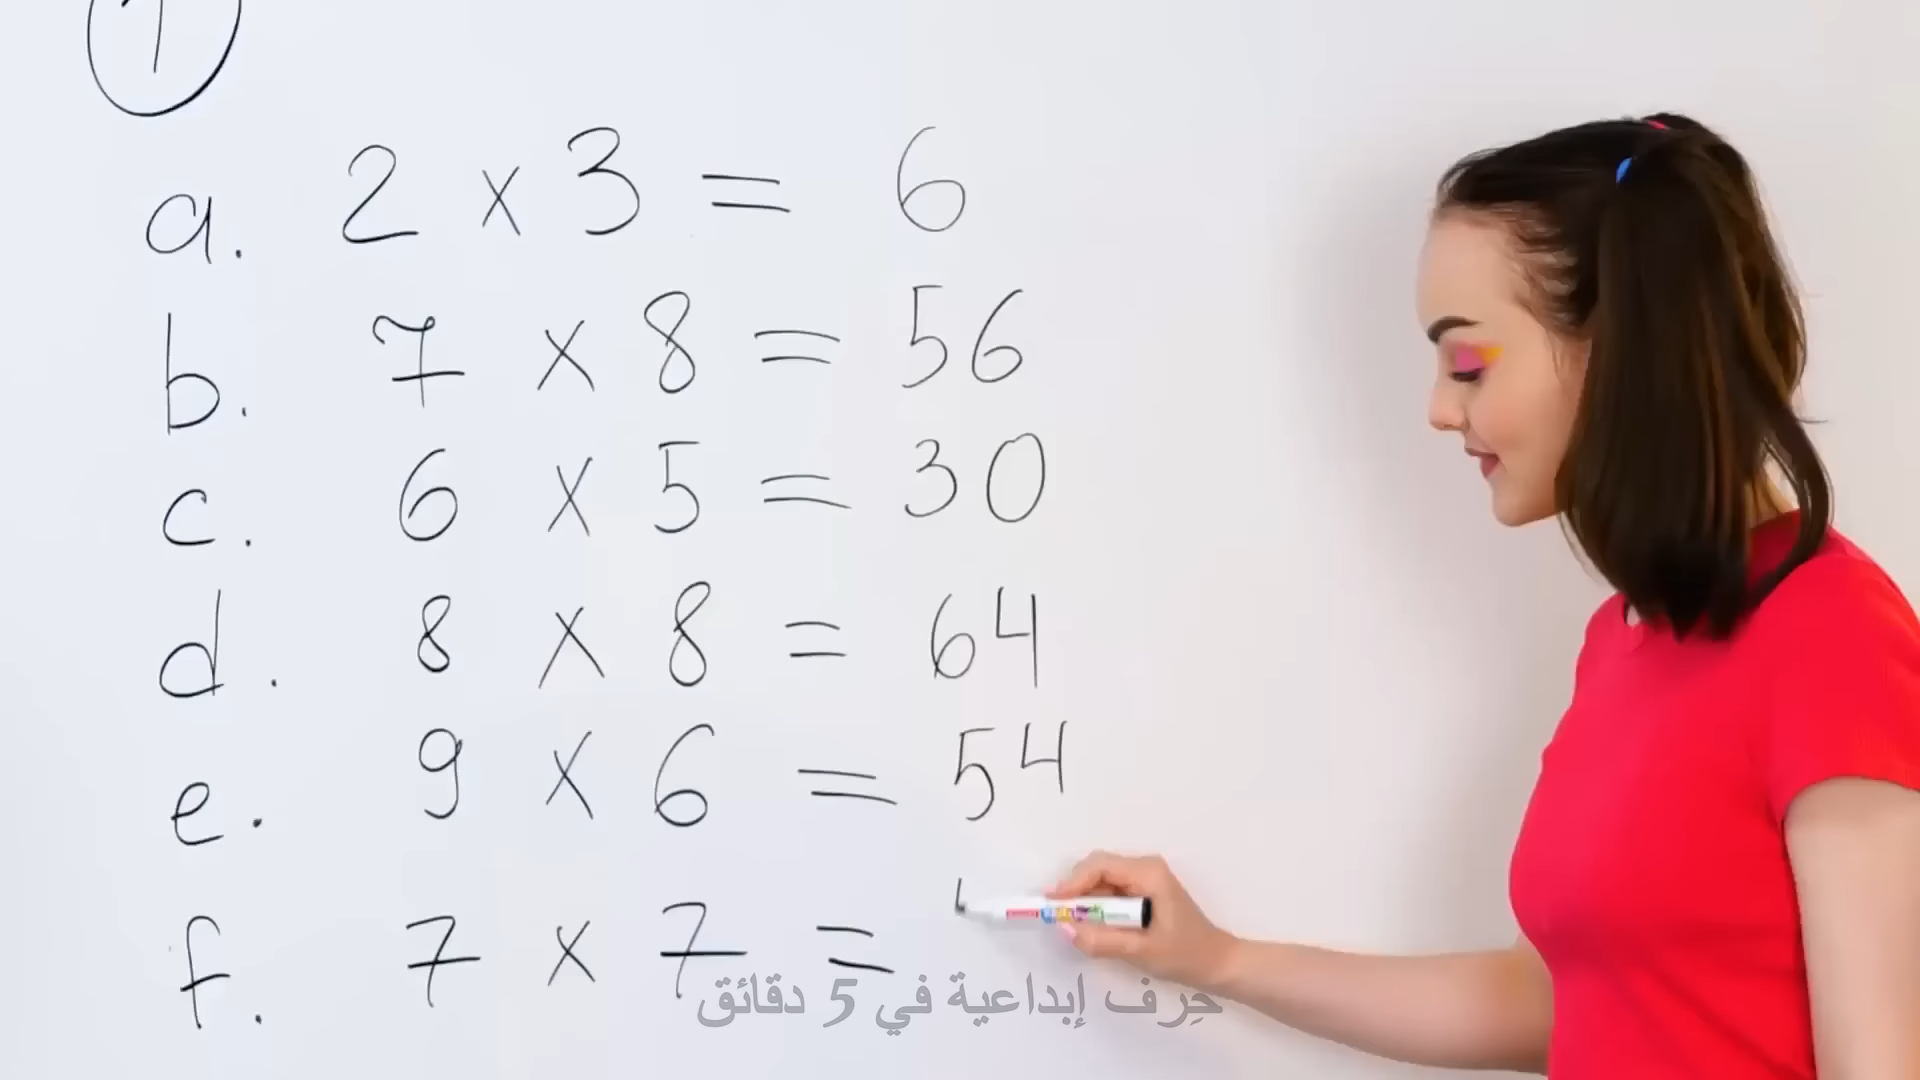 1
a. 2 x 3 = 6
b. 7 x 8 = 56
c. 6 x 5 = 30
d. 8 x 8 = 64
e. 9 x 6 = 54
f. 7 x 7 =
حِرف إبداعية في 5 دقائق